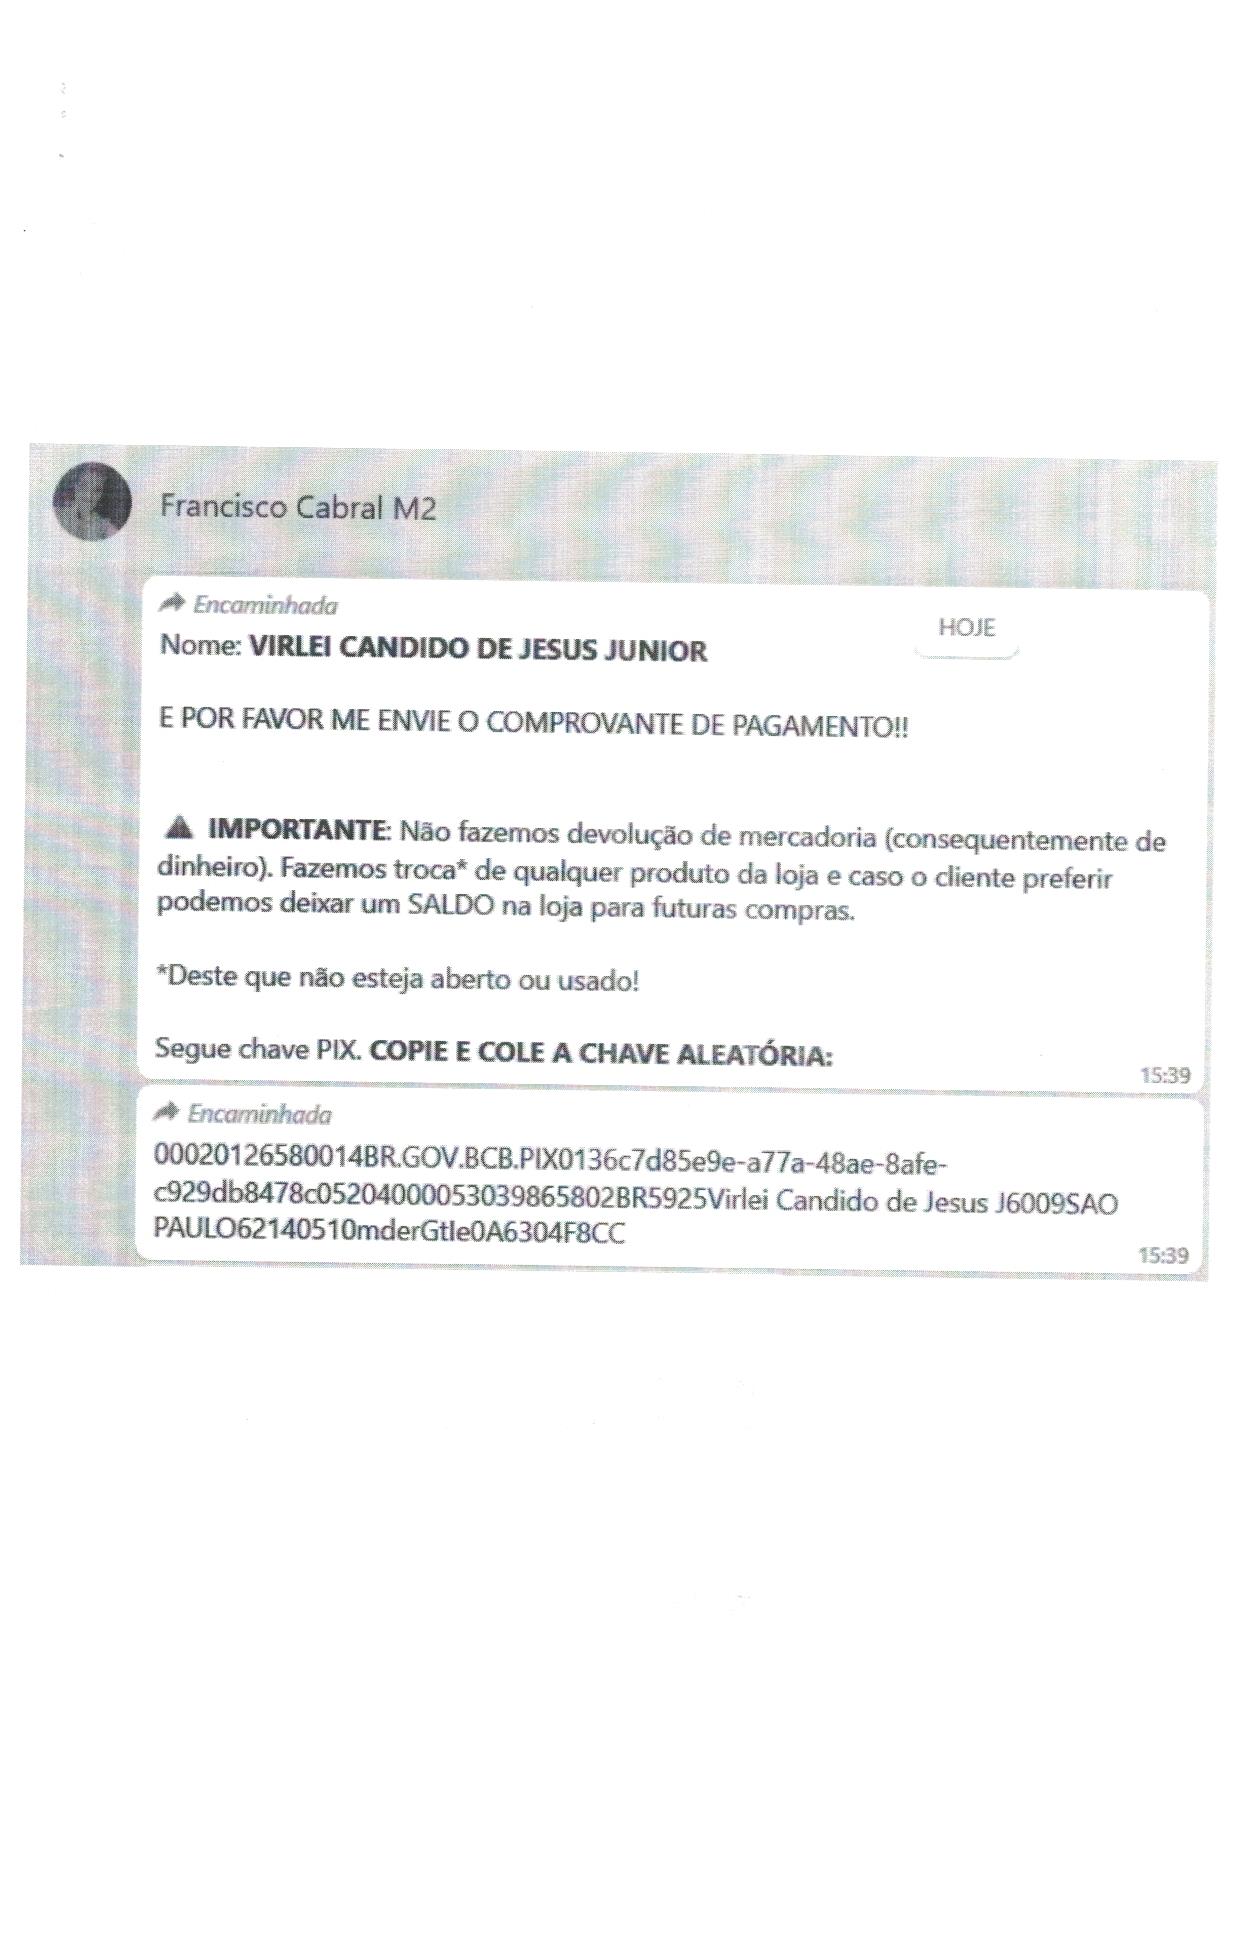 Francisco Cabral M2
Encaminhada
HOJE
Nome: VIRLEI CANDIDO DE JESUS JUNIOR
E POR FAVOR ME ENVIE O COMPROVANTE DE PAGAMENTO!!
IMPORTANTE: Não fazemos devolução de mercadoria (consequentemente de
dinheiro). Fazemos troca* de qualquer produto da loja e caso o cliente preferir
podemos deixar um SALDO na loja para futuras compras.
*Deste que não esteja aberto ou usado!
Segue chave PIX. COPIE E COLE A CHAVE ALEATÓRIA:
15:39
Encaminhada
00020126580014BR.GOV.BCB.PIX0136c7d85e9e-a77a-48ae-8afe-
c929db8478c05204000053039865802BR5925Virlei Candido de Jesus J6009SAO
PAULO62140510mderGtIe0A6304F8CC
15:39